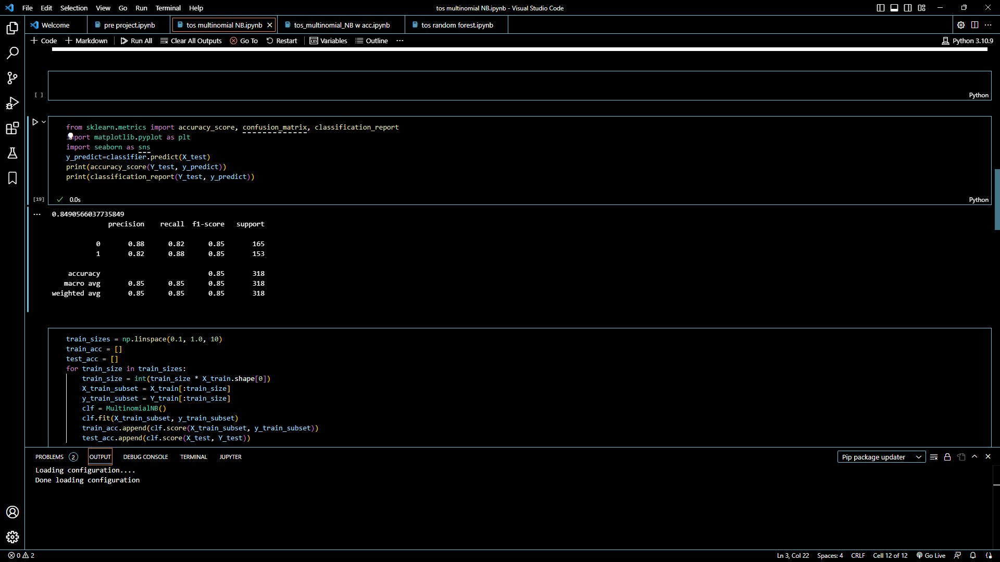 File Edit Selection View Go Run Terminal Help
tos multinomial NB.ipynb - Visual Studio Code
Welcome pre project.ipynb tos multinomial NB.ipynb tos_multinomial_NB w acc.ipynb tos random forest.ipynb
Code Markdown Run All Clear All Outputs Go To Restart Variables Outline ... Python 3.10.9
[ ] Python
from sklearn.metrics import accuracy_score, confusion_matrix, classification_report
import matplotlib.pyplot as plt
import seaborn as sns
y_predict=classifier.predict(X_test)
print(accuracy_score(Y_test, y_predict))
print(classification_report(Y_test, y_predict))
[19] 0.0s Python
... 0.8490566037735849
precision recall f1-score support
0 0.88 0.82 0.85 165
1 0.82 0.88 0.85 153
accuracy 0.85 318
macro avg 0.85 0.85 0.85 318
weighted avg 0.85 0.85 0.85 318
train_sizes = np.linspace(0.1, 1.0, 10)
train_acc = []
test_acc = []
for train_size in train_sizes:
train_size = int(train_size * X_train.shape[0])
X_train_subset = X_train[:train_size]
y_train_subset = Y_train[:train_size]
clf = MultinomialNB()
clf.fit(X_train_subset, y_train_subset)
train_acc.append(clf.score(X_train_subset, y_train_subset))
test_acc.append(clf.score(X_test, Y_test))
PROBLEMS 2 OUTPUT DEBUG CONSOLE TERMINAL JUPYTER Pip package updater
Loading configuration....
Done loading configuration
0 2 Ln 3, Col 22 Spaces: 4 CRLF Cell 12 of 12 Go Live